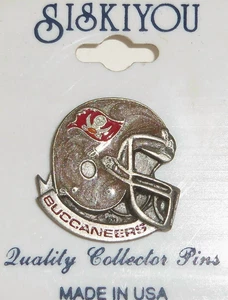 SISKIYOU
BUCCANEERS
Quality Collector Pins
MADE IN USA